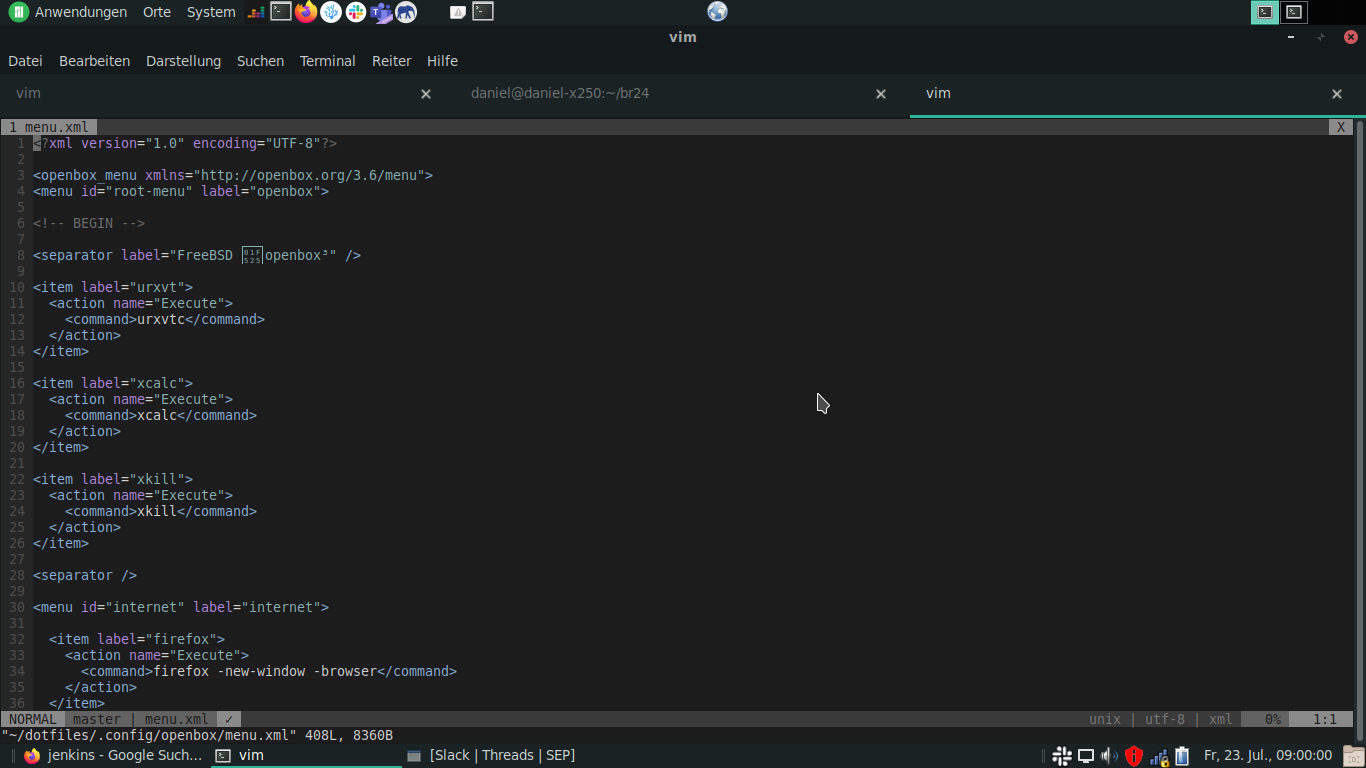 Anwendungen Orte System
vim
Datei Bearbeiten Darstellung Suchen Terminal Reiter Hilfe
vim daniel@daniel-x250:~/br24 vim
1 menu.xml X
1 <?xml version="1.0" encoding="UTF-8"?>
2
3 <openbox_menu xmlns="http://openbox.org/3.6/menu">
4 <menu id="root-menu" label="openbox">
5
6 <!-- BEGIN -->
7
8 <separator label="FreeBSD 01F525 openbox³" />
9
10 <item label="urxvt">
11 <action name="Execute">
12 <command>urxvtc</command>
13 </action>
14 </item>
15
16 <item label="xcalc">
17 <action name="Execute">
18 <command>xcalc</command>
19 </action>
20 </item>
21
22 <item label="xkill">
23 <action name="Execute">
24 <command>xkill</command>
25 </action>
26 </item>
27
28 <separator />
29
30 <menu id="internet" label="internet">
31
32 <item label="firefox">
33 <action name="Execute">
34 <command>firefox -new-window -browser</command>
35 </action>
36 </item>
NORMAL master | menu.xml ✓ unix | utf-8 | xml 0% 1:1
"~/dotfiles/.config/openbox/menu.xml" 408L, 8360B
jenkins - Google Such... vim [Slack | Threads | SEP] Fr, 23. Jul., 09:00:00